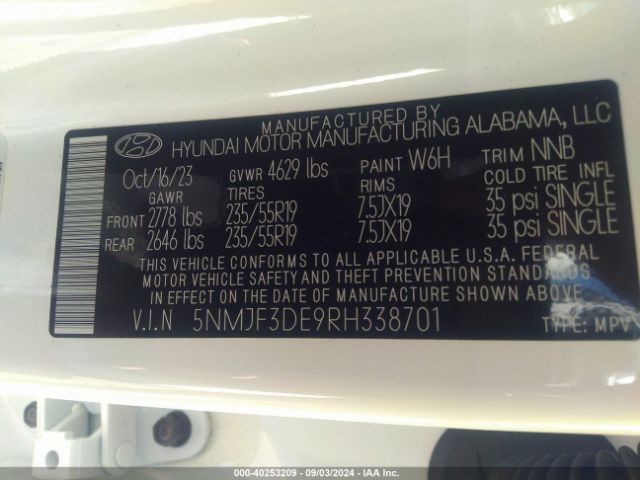 MANUFACTURED BY
HYUNDAI MOTOR MANUFACTURING ALABAMA, LLC
Oct/16/23 GVWR 4629 lbs PAINT W6H TRIM NNB
GAWR TIRES RIMS COLD TIRE INFL
FRONT 2778 lbs 235/55R19 7.5JX19 35 psi SINGLE
REAR 2646 lbs 235/55R19 7.5JX19 35 psi SINGLE
THIS VEHICLE CONFORMS TO ALL APPLICABLE U.S.A. FEDERAL
MOTOR VEHICLE SAFETY AND THEFT PREVENTION STANDARDS
IN EFFECT ON THE DATE OF MANUFACTURE SHOWN ABOVE.
V.I.N 5NMJF3DE9RH338701 TYPE: MPV
000-40253209 - 09/03/2024 - IAA Inc.